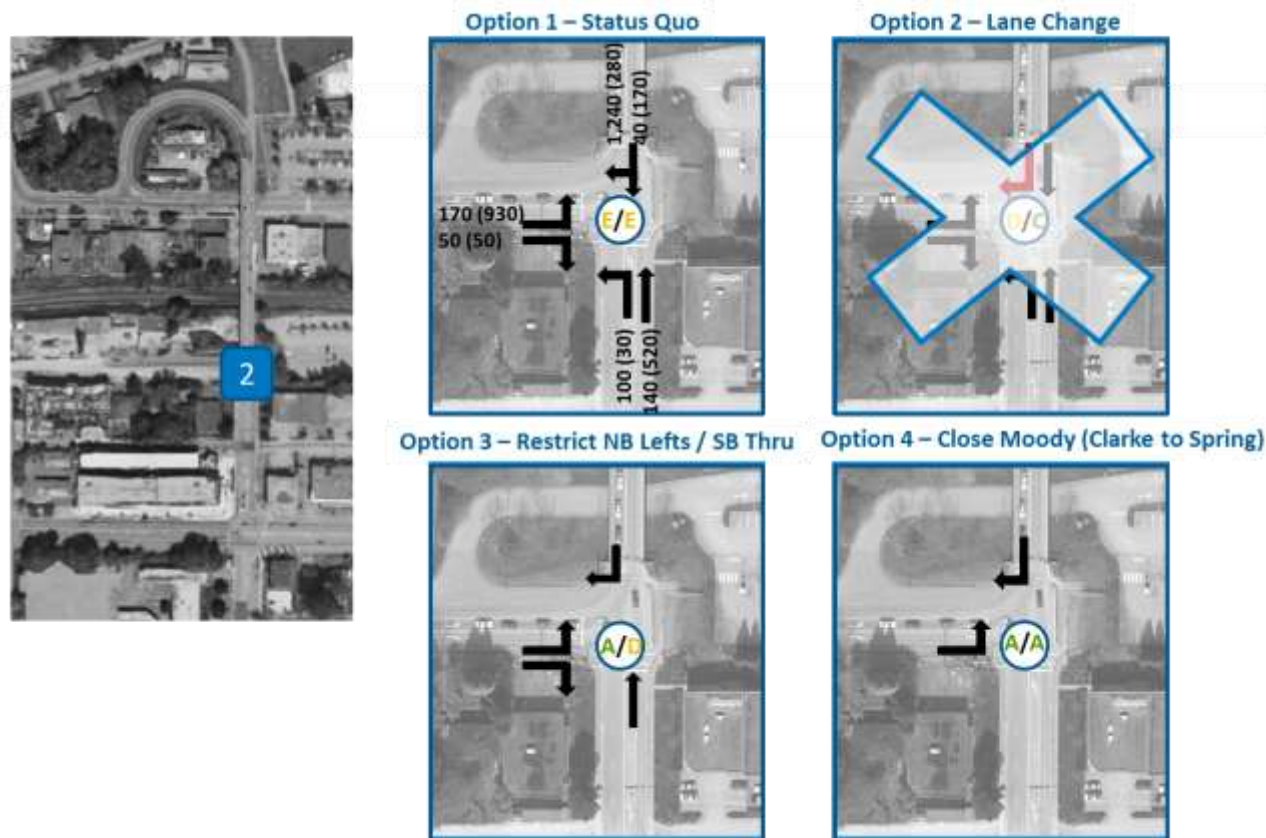 Option 1 – Status Quo
Option 2 – Lane Change
1,240 (280)
40 (170)
170 (930)
50 (50)
E/E
100 (30)
140 (520)
D/C
2
Option 3 – Restrict NB Lefts / SB Thru
Option 4 – Close Moody (Clarke to Spring)
A/D
A/A